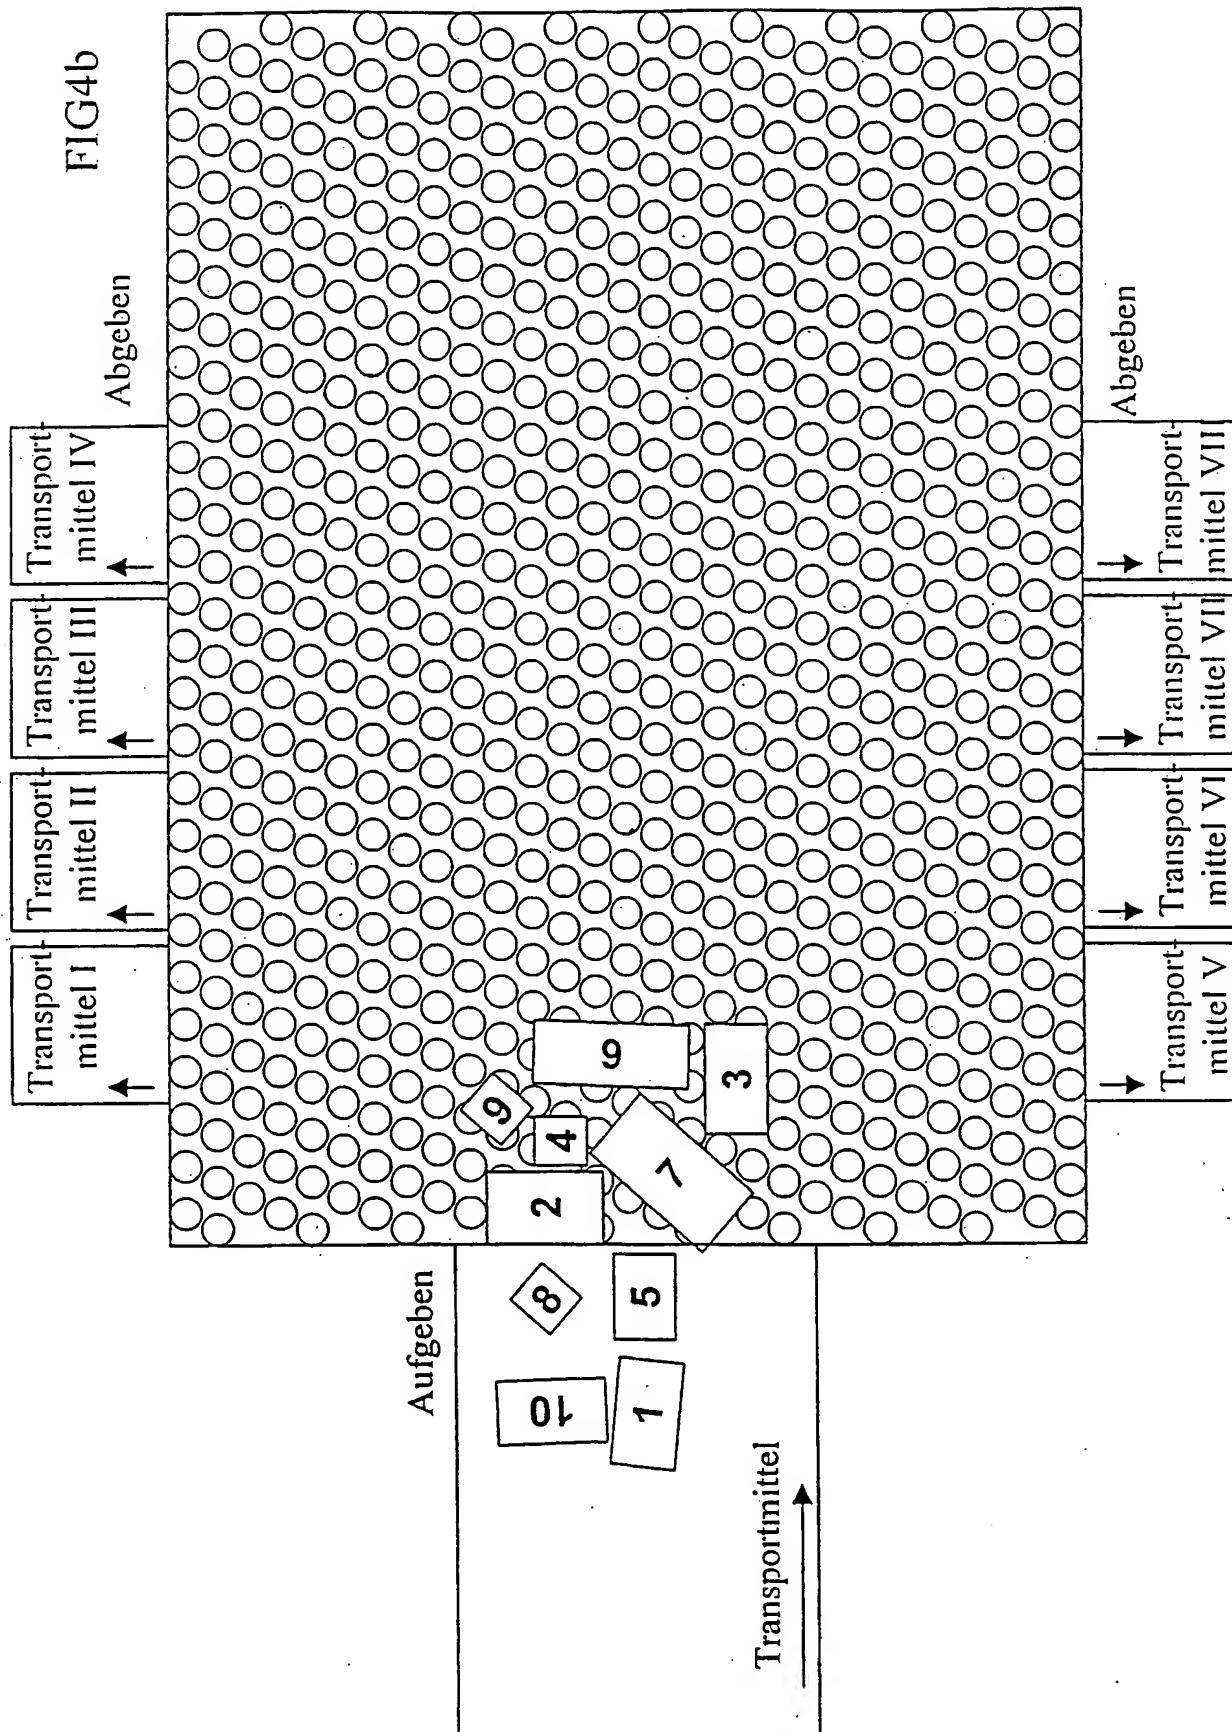 FIG4b
Transport-
mittel I
Transport-
mittel II
Transport-
mittel III
Transport-
mittel IV
Abgeben
Aufgeben
10
8
2
4
6
9
1
5
7
3
Transportmittel
Abgeben
Transport-
mittel V
Transport-
mittel VI
Transport-
mittel VII
Transport-
mittel VII